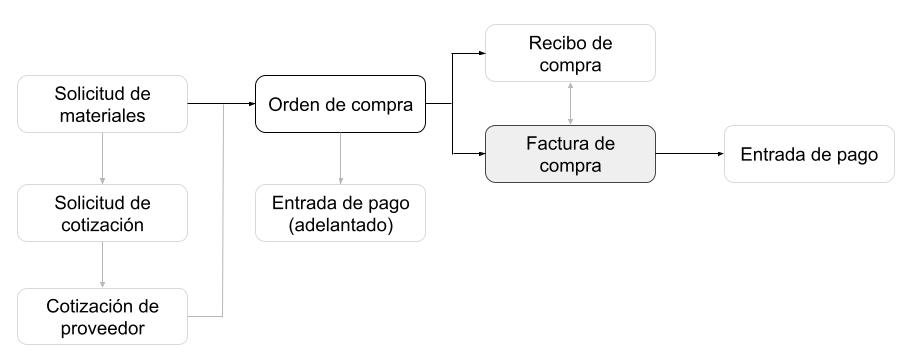 Solicitud de
materiales
Solicitud de
cotización
Cotización de
proveedor
Orden de compra
Entrada de pago
(adelantado)
Recibo de
compra
Factura de
compra
Entrada de pago